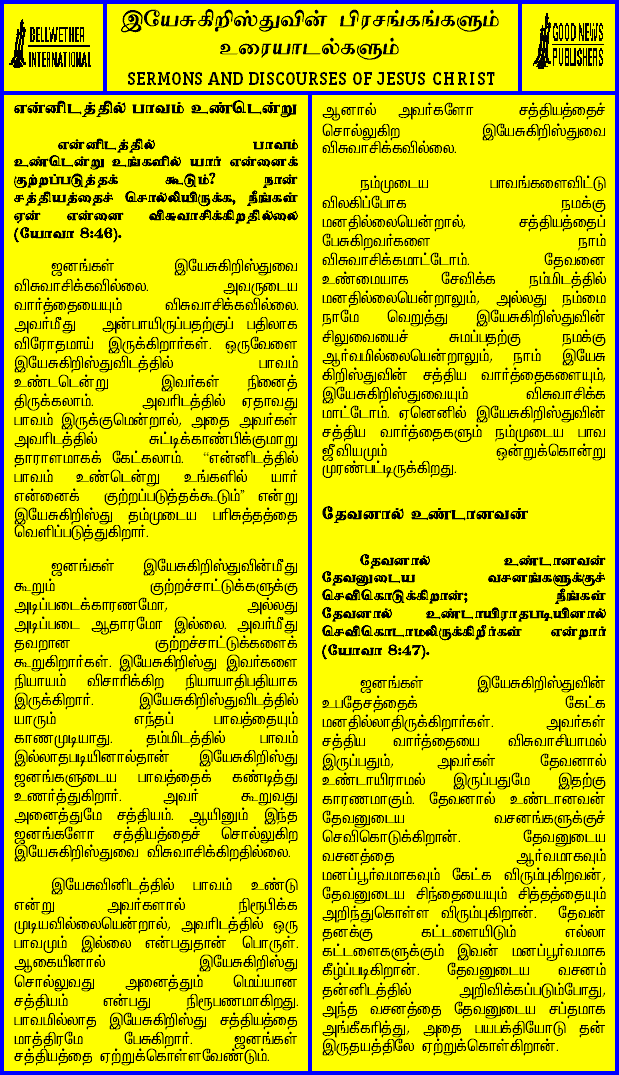 BELLWETHER
INTERNATIONAL
இயேசுகிறிஸ்துவின் பிரசங்கங்களும்
உரையாடல்களும்
SERMONS AND DISCOURSES OF JESUS CHRIST
GOOD NEWS
PUBLISHERS
என்னிடத்தில் பாவம் உண்டென்று
என்னிடத்தில் பாவம்
உண்டென்று உங்களில் யார் என்னைக்
குற்றப்படுத்தக் கூடும்? நான்
சத்தியத்தைச் சொல்லியிருக்க, நீங்கள்
ஏன் என்னை விசுவாசிக்கிறதில்லை
(யோவா 8:46).
ஜனங்கள் இயேசுகிறிஸ்துவை
விசுவாசிக்கவில்லை. அவருடைய
வார்த்தையையும் விசுவாசிக்கவில்லை.
அவர்மீது அன்பாயிருப்பதற்குப் பதிலாக
விரோதமாய் இருக்கிறார்கள். ஒருவேளை
இயேசுகிறிஸ்துவிடத்தில் பாவம்
உண்டடென்று இவர்கள் நினைத்
திருக்கலாம். அவரிடத்தில் ஏதாவது
பாவம் இருக்குமென்றால், அதை அவர்கள்
அவரிடத்தில் சுட்டிக்காண்பிக்குமாறு
தாராளமாகக் கேட்கலாம். “என்னிடத்தில்
பாவம் உண்டென்று உங்களில் யார்
என்னைக் குற்றப்படுத்தக்கூடும்” என்று
இயேசுகிறிஸ்து தம்முடைய பரிசுத்தத்தை
வெளிப்படுத்துகிறார்.
ஜனங்கள் இயேசுகிறிஸ்துவின்மீது
கூறும் குற்றச்சாட்டுக்களுக்கு
அடிப்படைக்காரணமோ, அல்லது
அடிப்படை ஆதாரமோ இல்லை. அவர்மீது
தவறான குற்றச்சாட்டுக்களைக்
கூறுகிறார்கள். இயேசுகிறிஸ்து இவர்களை
நியாயம் விசாரிக்கிற நியாயாதிபதியாக
இருக்கிறார். இயேசுகிறிஸ்துவிடத்தில்
யாரும் எந்தப் பாவத்தையும்
காணமுடியாது. தம்மிடத்தில் பாவம்
இல்லாதபடியினால்தான் இயேசுகிறிஸ்து
ஜனங்களுடைய பாவத்தைக் கண்டித்து
உணர்த்துகிறார். அவர் கூறுவது
அனைத்துமே சத்தியம். ஆயினும் இந்த
ஜனங்களோ சத்தியத்தைச் சொல்லுகிற
இயேசுகிறிஸ்துவை விசுவாசிக்கிறதில்லை.
இயேசுவினிடத்தில் பாவம் உண்டு
என்று அவர்களால் நிரூபிக்க
முடியவில்லையென்றால், அவரிடத்தில் ஒரு
பாவமும் இல்லை என்பதுதான் பொருள்.
ஆகையினால் இயேசுகிறிஸ்து
சொல்லுவது அனைத்தும் மெய்யான
சத்தியம் என்பது நிரூபணமாகிறது.
பாவமில்லாத இயேசுகிறிஸ்து சத்தியத்தை
மாத்திரமே பேசுகிறார். ஜனங்கள்
சத்தியத்தை ஏற்றுக்கொள்ளவேண்டும்.
ஆனால் அவர்களோ சத்தியத்தைச்
சொல்லுகிற இயேசுகிறிஸ்துவை
விசுவாசிக்கவில்லை.
நம்முடைய பாவங்களைவிட்டு
விலகிப்போக நமக்கு
மனதில்லையென்றால், சத்தியத்தைப்
பேசுகிறவர்களை நாம்
விசுவாசிக்கமாட்டோம். தேவனை
உண்மையாக சேவிக்க நம்மிடத்தில்
மனதில்லையென்றாலும், அல்லது நம்மை
நாமே வெறுத்து இயேசுகிறிஸ்துவின்
சிலுவையைச் சுமப்பதற்கு நமக்கு
ஆர்வமில்லையென்றாலும், நாம் இயேசு
கிறிஸ்துவின் சத்திய வார்த்தைகளையும்,
இயேசுகிறிஸ்துவையும் விசுவாசிக்க
மாட்டோம். ஏனெனில் இயேசுகிறிஸ்துவின்
சத்திய வார்த்தைகளும் நம்முடைய பாவ
ஜீவியமும் ஒன்றுக்கொன்று
முரண்பட்டிருக்கிறது.
தேவனால் உண்டானவன்
தேவனால் உண்டானவன்
தேவனுடைய வசனங்களுக்குச்
செவிகொடுக்கிறான்; நீங்கள்
தேவனால் உண்டாயிராதபடியினால்
செவிகொடாமலிருக்கிறீர்கள் என்றார்
(யோவா 8:47).
ஜனங்கள் இயேசுகிறிஸ்துவின்
உபதேசத்தைக் கேட்க
மனதில்லாதிருக்கிறார்கள். அவர்கள்
சத்திய வார்த்தையை விசுவாசியாமல்
இருப்பதும், அவர்கள் தேவனால்
உண்டாயிராமல் இருப்பதுமே இதற்கு
காரணமாகும். தேவனால் உண்டானவன்
தேவனுடைய வசனங்களுக்குச்
செவிகொடுக்கிறான். தேவனுடைய
வசனத்தை ஆர்வமாகவும்
மனப்பூர்வமாகவும் கேட்க விரும்புகிறவன்,
தேவனுடைய சிந்தையையும் சித்தத்தையும்
அறிந்துகொள்ள விரும்புகிறான். தேவன்
தனக்கு கட்டளையிடும் எல்லா
கட்டளைகளுக்கும் இவன் மனப்பூர்வமாக
கீழ்ப்படிகிறான். தேவனுடைய வசனம்
தன்னிடத்தில் அறிவிக்கப்படும்போது,
அந்த வசனத்தை தேவனுடைய சப்தமாக
அங்கீகரித்து, அதை பயபக்தியோடு தன்
இருதயத்திலே ஏற்றுக்கொள்கிறான்.